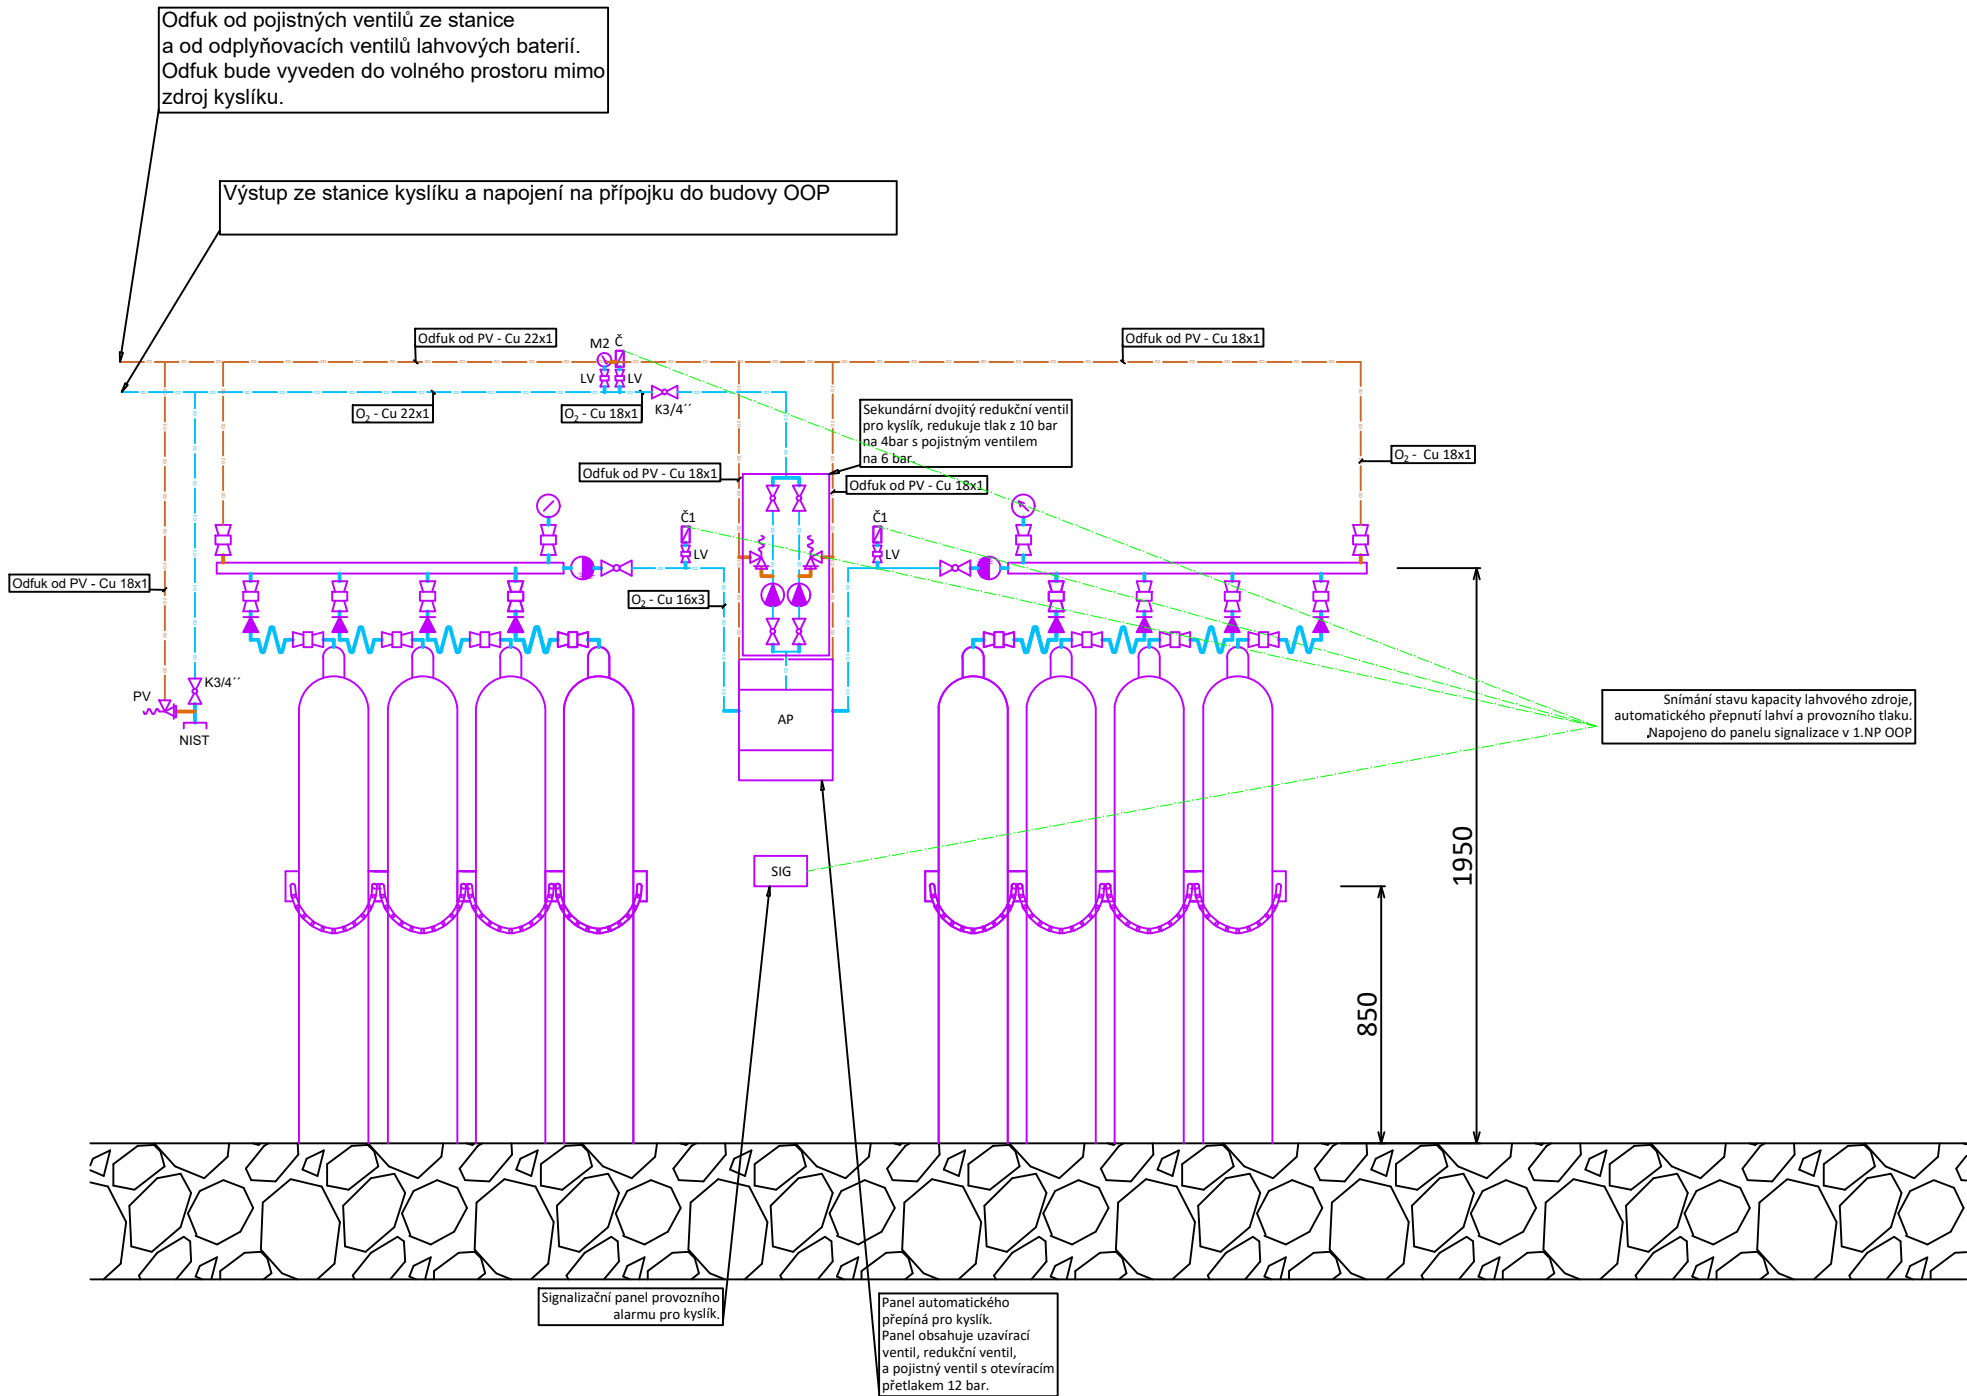 Odfuk od pojistných ventilů ze stanice
a od odplyňovacích ventilů lahvových baterií.
Odfuk bude vyveden do volného prostoru mimo
zdroj kyslíku.
Výstup ze stanice kyslíku a napojení na přípojku do budovy OOP
Odfuk od PV - Cu 22x1
M2
Č
Odfuk od PV - Cu 18x1
LV
LV
O₂ - Cu 22x1
O₂ - Cu 18x1
K3/4´´
Sekundární dvojitý redukční ventil
pro kyslík, redukuje tlak z 10 bar
na 4bar s pojistným ventilem
na 6 bar.
O₂ - Cu 18x1
Odfuk od PV - Cu 18x1
Odfuk od PV - Cu 18x1
Č1
Č1
LV
LV
Odfuk od PV - Cu 18x1
O₂ - Cu 16x3
K3/4´´
PV
NIST
AP
Snímání stavu kapacity lahvového zdroje,
automatického přepnutí lahví a provozního tlaku.
.Napojeno do panelu signalizace v 1.NP OOP
1950
SIG
850
Signalizační panel provozního
alarmu pro kyslík.
Panel automatického
přepíná pro kyslík.
Panel obsahuje uzavírací
ventil, redukční ventil,
a pojistný ventil s otevíracím
přetlakem 12 bar.